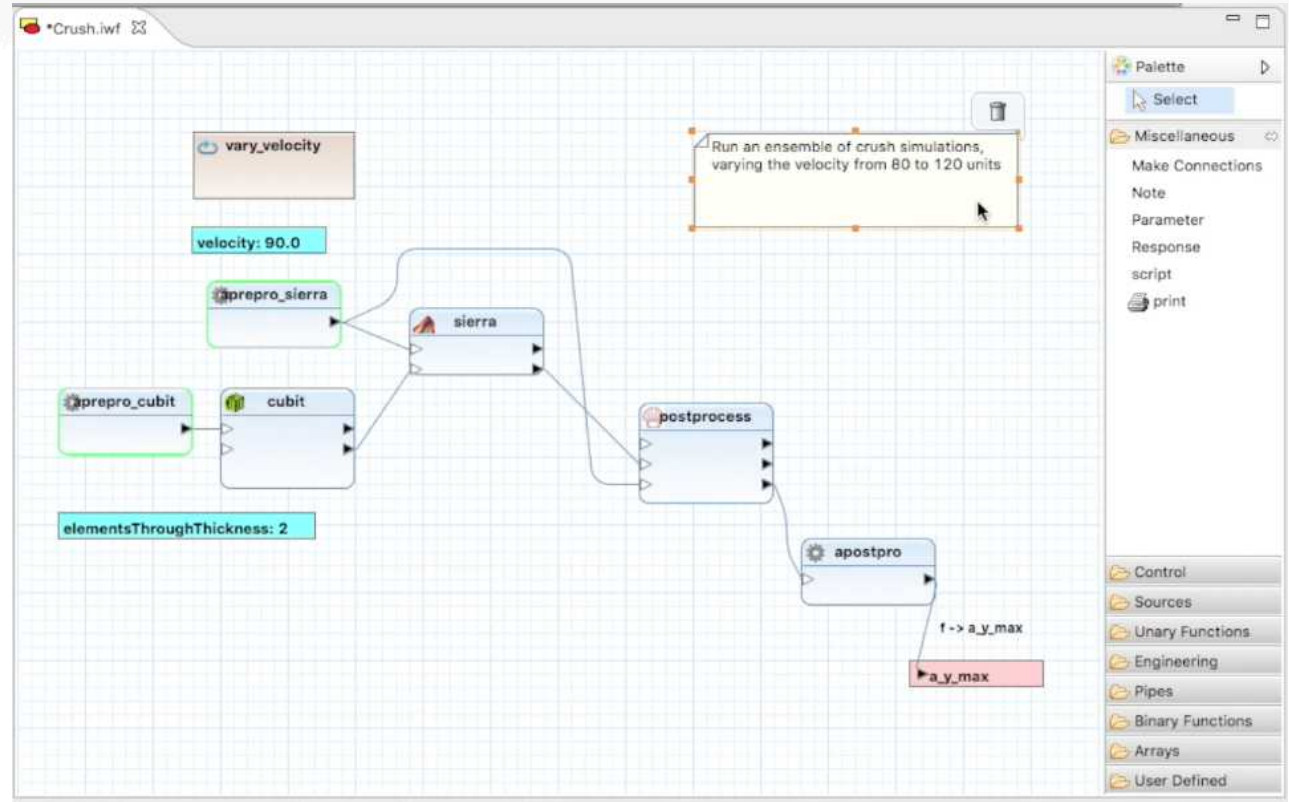 *Crush.iwf
Palette
Select
Miscellaneous
Make Connections
Note
Parameter
Response
script
print
Control
Sources
Unary Functions
Engineering
Pipes
Binary Functions
Arrays
User Defined
vary_velocity
Run an ensemble of crush simulations,
varying the velocity from 80 to 120 units
velocity: 90.0
aprepro_sierra
sierra
aprepro_cubit
cubit
postprocess
elementsThroughThickness: 2
apostpro
f -> a_y_max
a_y_max